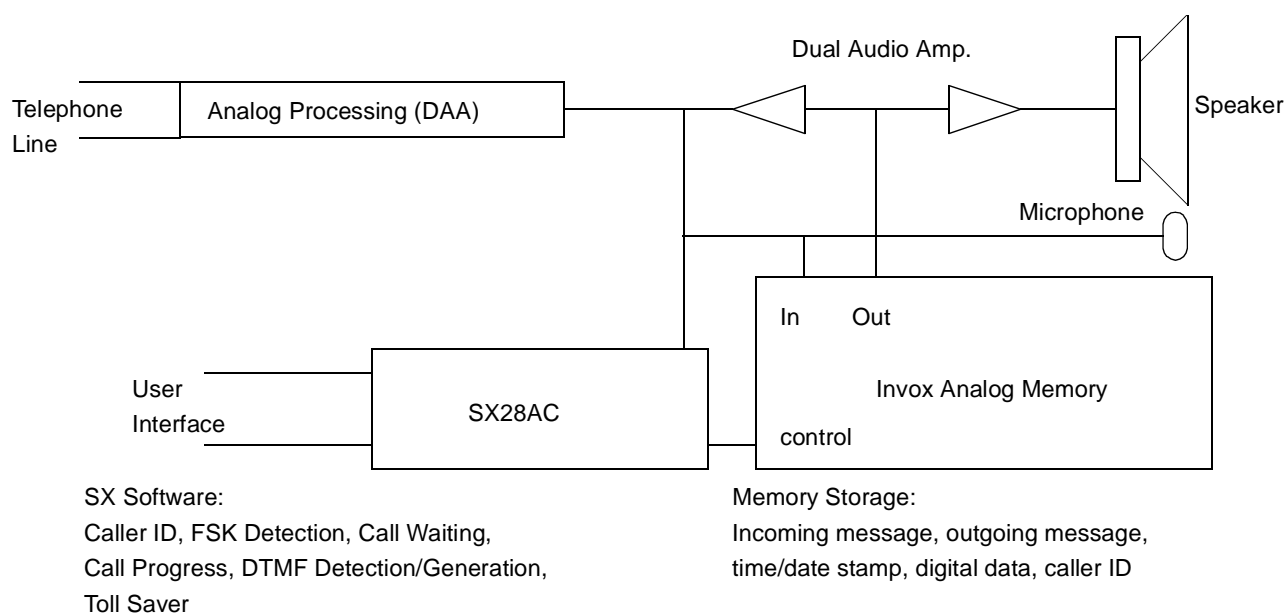 Dual Audio Amp.
Telephone
Line
Analog Processing (DAA)
Speaker
Microphone
In Out
Invox Analog Memory
control
User
Interface
SX28AC
SX Software:
Caller ID, FSK Detection, Call Waiting,
Call Progress, DTMF Detection/Generation,
Toll Saver
Memory Storage:
Incoming message, outgoing message,
time/date stamp, digital data, caller ID